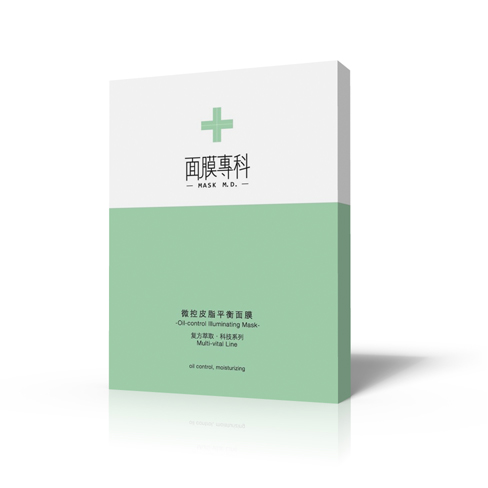 面膜專科
— MASK M.D. —
微控皮脂平衡面膜
-Oil-control Illuminating Mask-
复方萃取·科技系列
Multi-vital Line
oil control, moisturizing